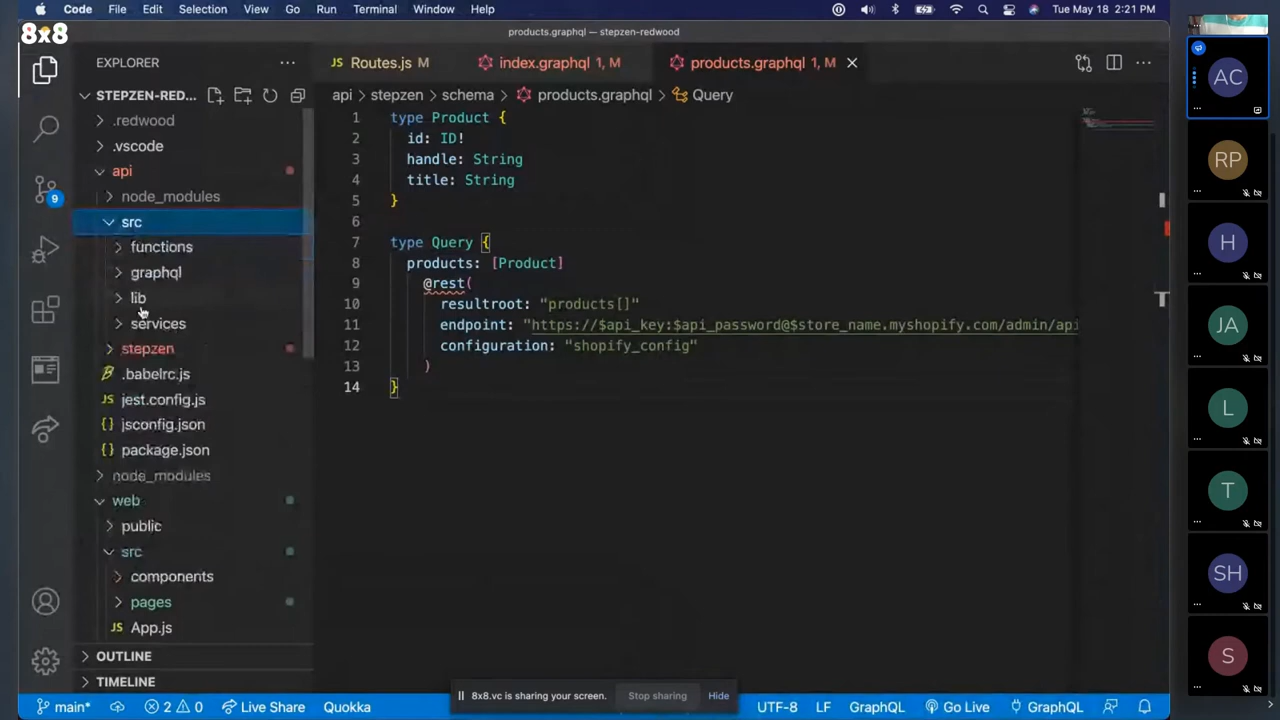 Code File Edit Selection View Go Run Terminal Window Help
Tue May 18 2:21 PM
8x8
products.graphql — stepzen-redwood
EXPLORER
STEPZEN-RED...
.redwood
.vscode
api
node_modules
src
functions
graphql
lib
services
stepzen
.babelrc.js
jest.config.js
jsconfig.json
package.json
node_modules
web
public
src
components
pages
App.js
OUTLINE
TIMELINE
9
JS Routes.js M
index.graphql 1, M
products.graphql 1, M
api > stepzen > schema > products.graphql > Query
1 type Product {
2 id: ID!
3 handle: String
4 title: String
5 }
6
7 type Query {
8 products: [Product]
9 @rest(
10 resultroot: "products[]"
11 endpoint: "https://$api_key:$api_password@$store_name.myshopify.com/admin/api
12 configuration: "shopify_config"
13 )
14 }
8x8.vc is sharing your screen.
Stop sharing
Hide
main* 2 0 Live Share Quokka
UTF-8 LF GraphQL Go Live GraphQL
AC
RP
H
JA
L
T
SH
S